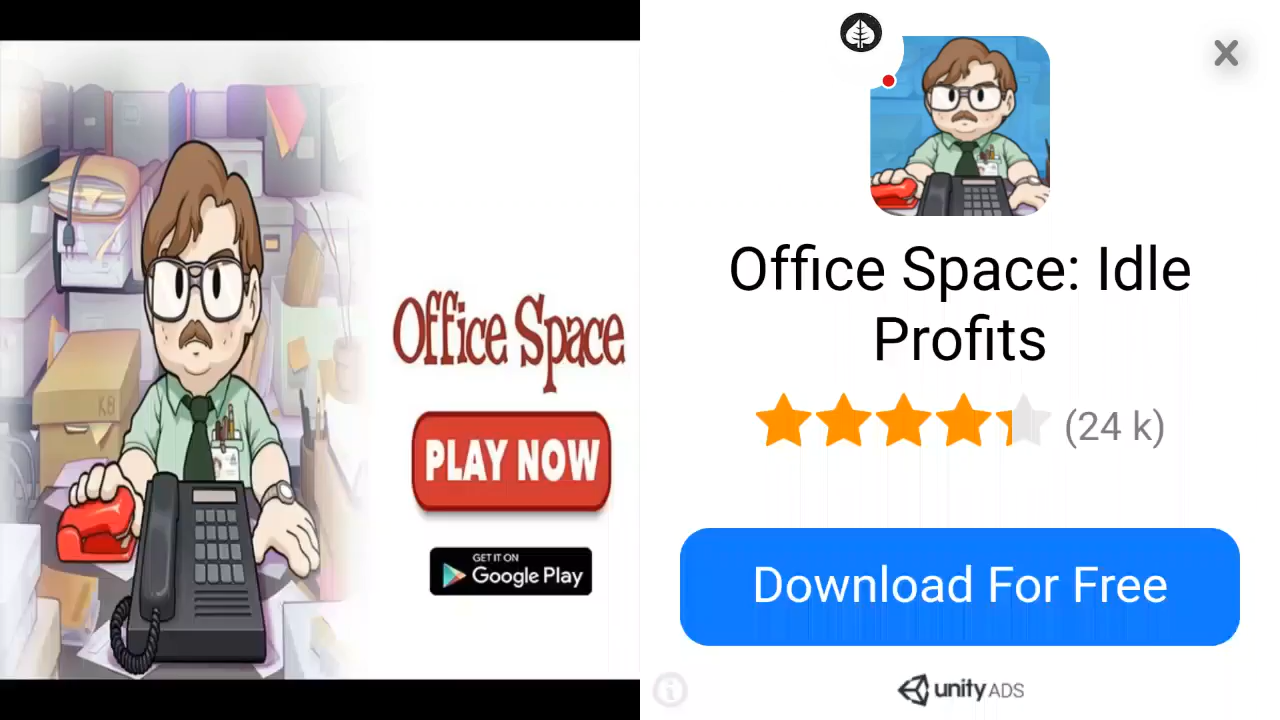 KB
Office Space
PLAY NOW
GET IT ON
Google Play
Office Space: Idle
Profits
(24 k)
Download For Free
unity ADS